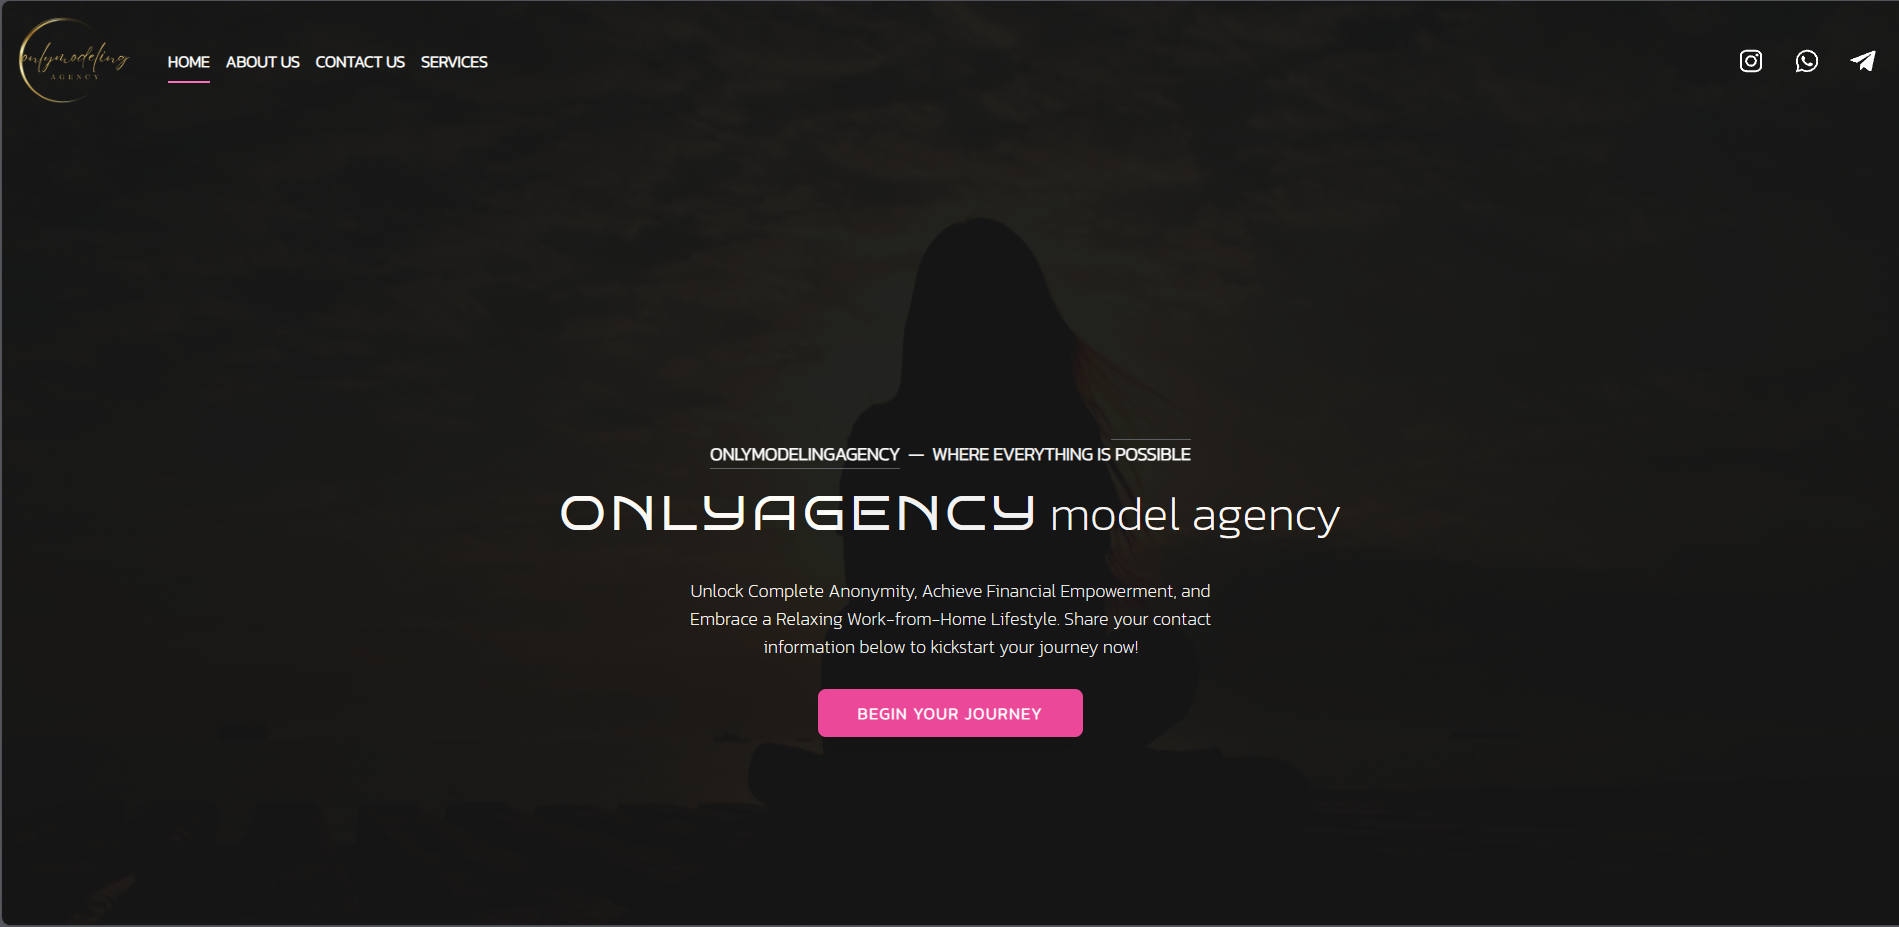 onlymodeling
AGENCY
HOME ABOUT US CONTACT US SERVICES
ONLYMODELINGAGENCY — WHERE EVERYTHING IS POSSIBLE
ONLYAGENCY model agency
Unlock Complete Anonymity, Achieve Financial Empowerment, and
Embrace a Relaxing Work-from-Home Lifestyle. Share your contact
information below to kickstart your journey now!
BEGIN YOUR JOURNEY